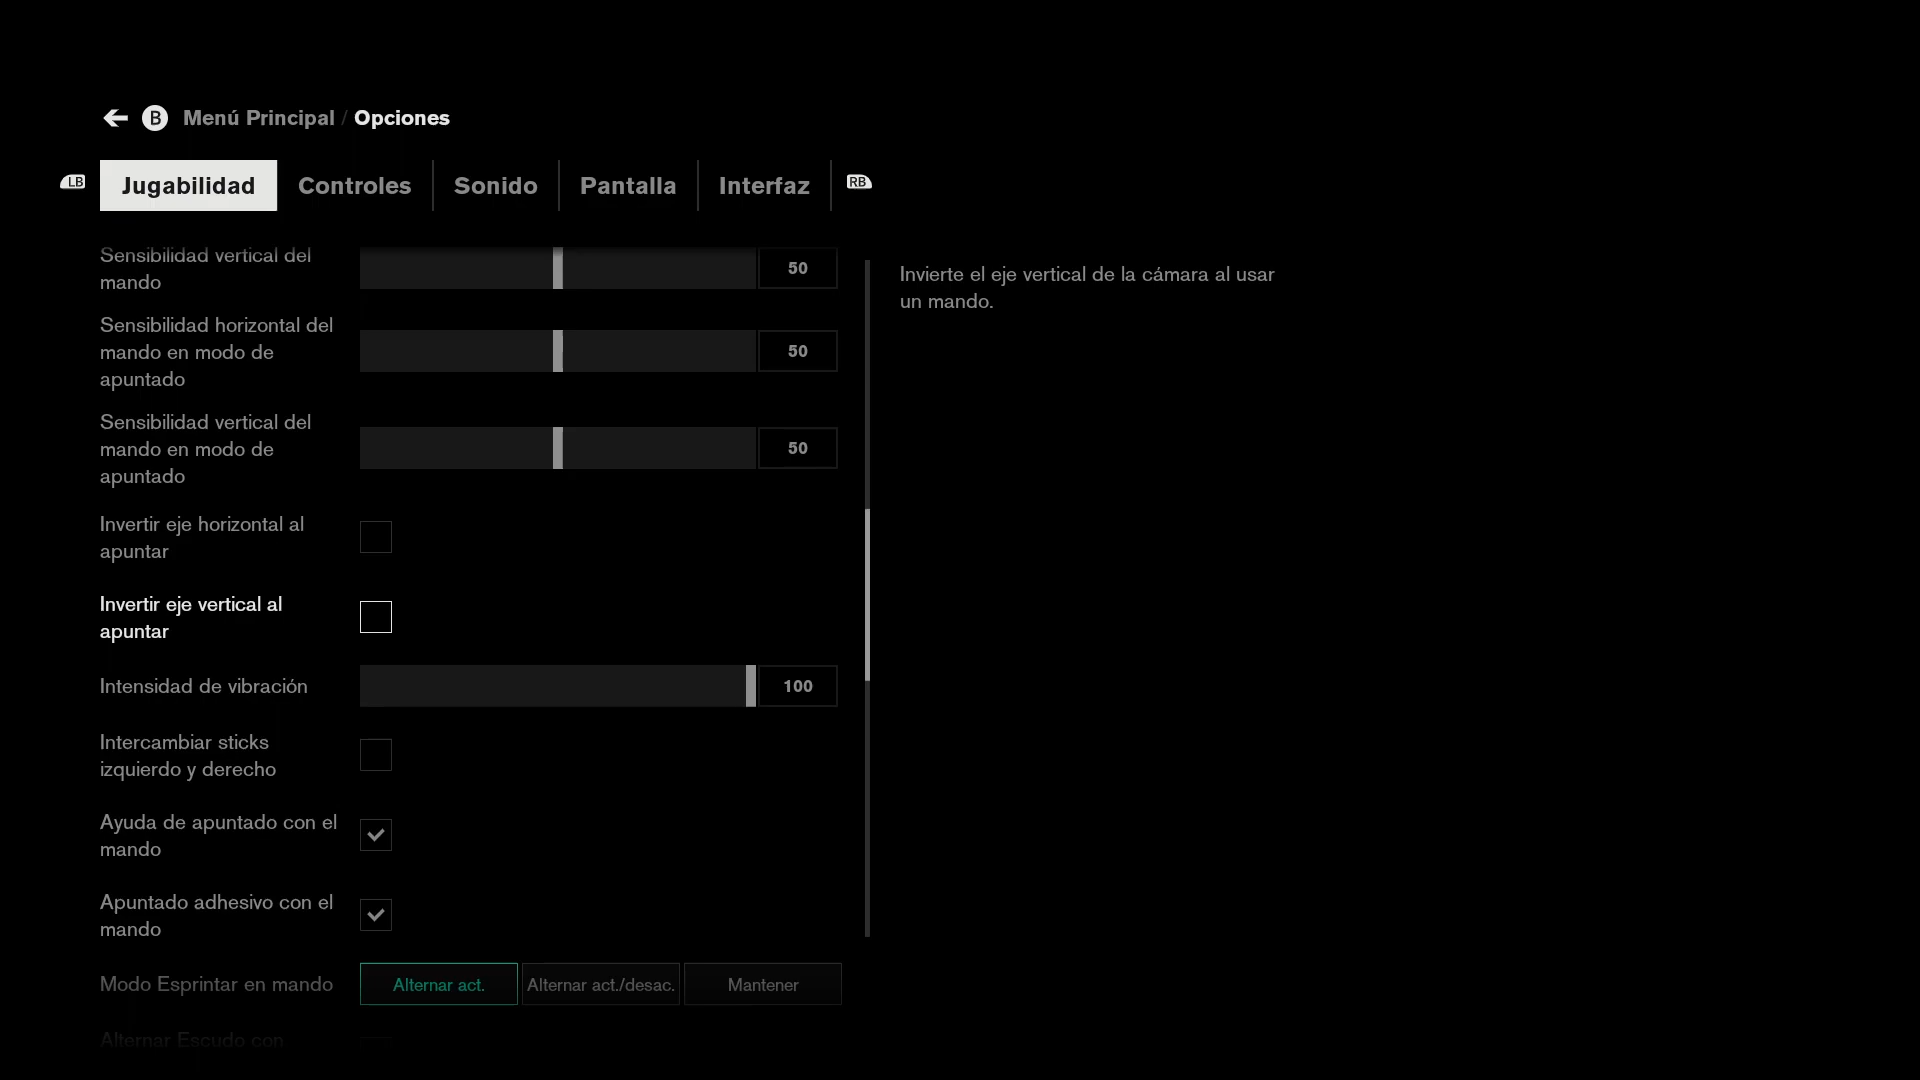 B Menú Principal / Opciones
LB Jugabilidad Controles Sonido Pantalla Interfaz RB
Sensibilidad vertical del
mando
50
Invierte el eje vertical de la cámara al usar
un mando.
Sensibilidad horizontal del
mando en modo de
apuntado
50
Sensibilidad vertical del
mando en modo de
apuntado
50
Invertir eje horizontal al
apuntar
Invertir eje vertical al
apuntar
Intensidad de vibración
100
Intercambiar sticks
izquierdo y derecho
Ayuda de apuntado con el
mando
Apuntado adhesivo con el
mando
Modo Esprintar en mando
Alternar act. Alternar act./desac. Mantener
Alternar Escudo con